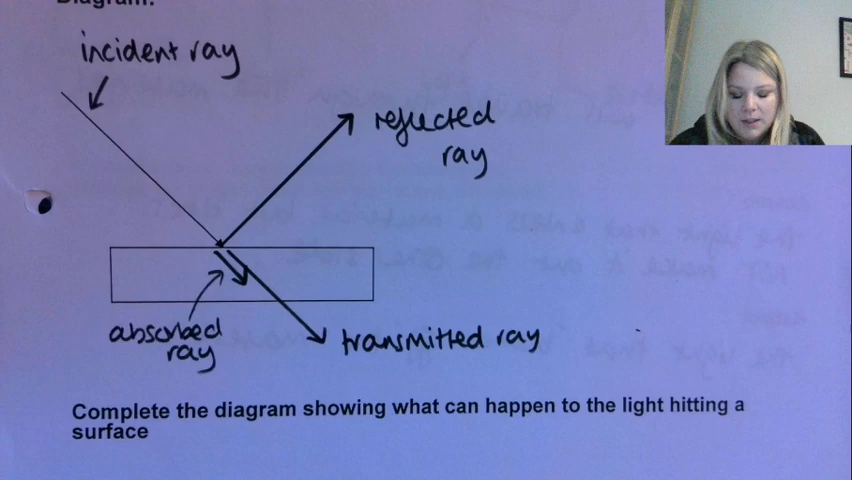 Diagram:
incident ray
reflected
ray
absorbed
ray
transmitted ray
Complete the diagram showing what can happen to the light hitting a
surface